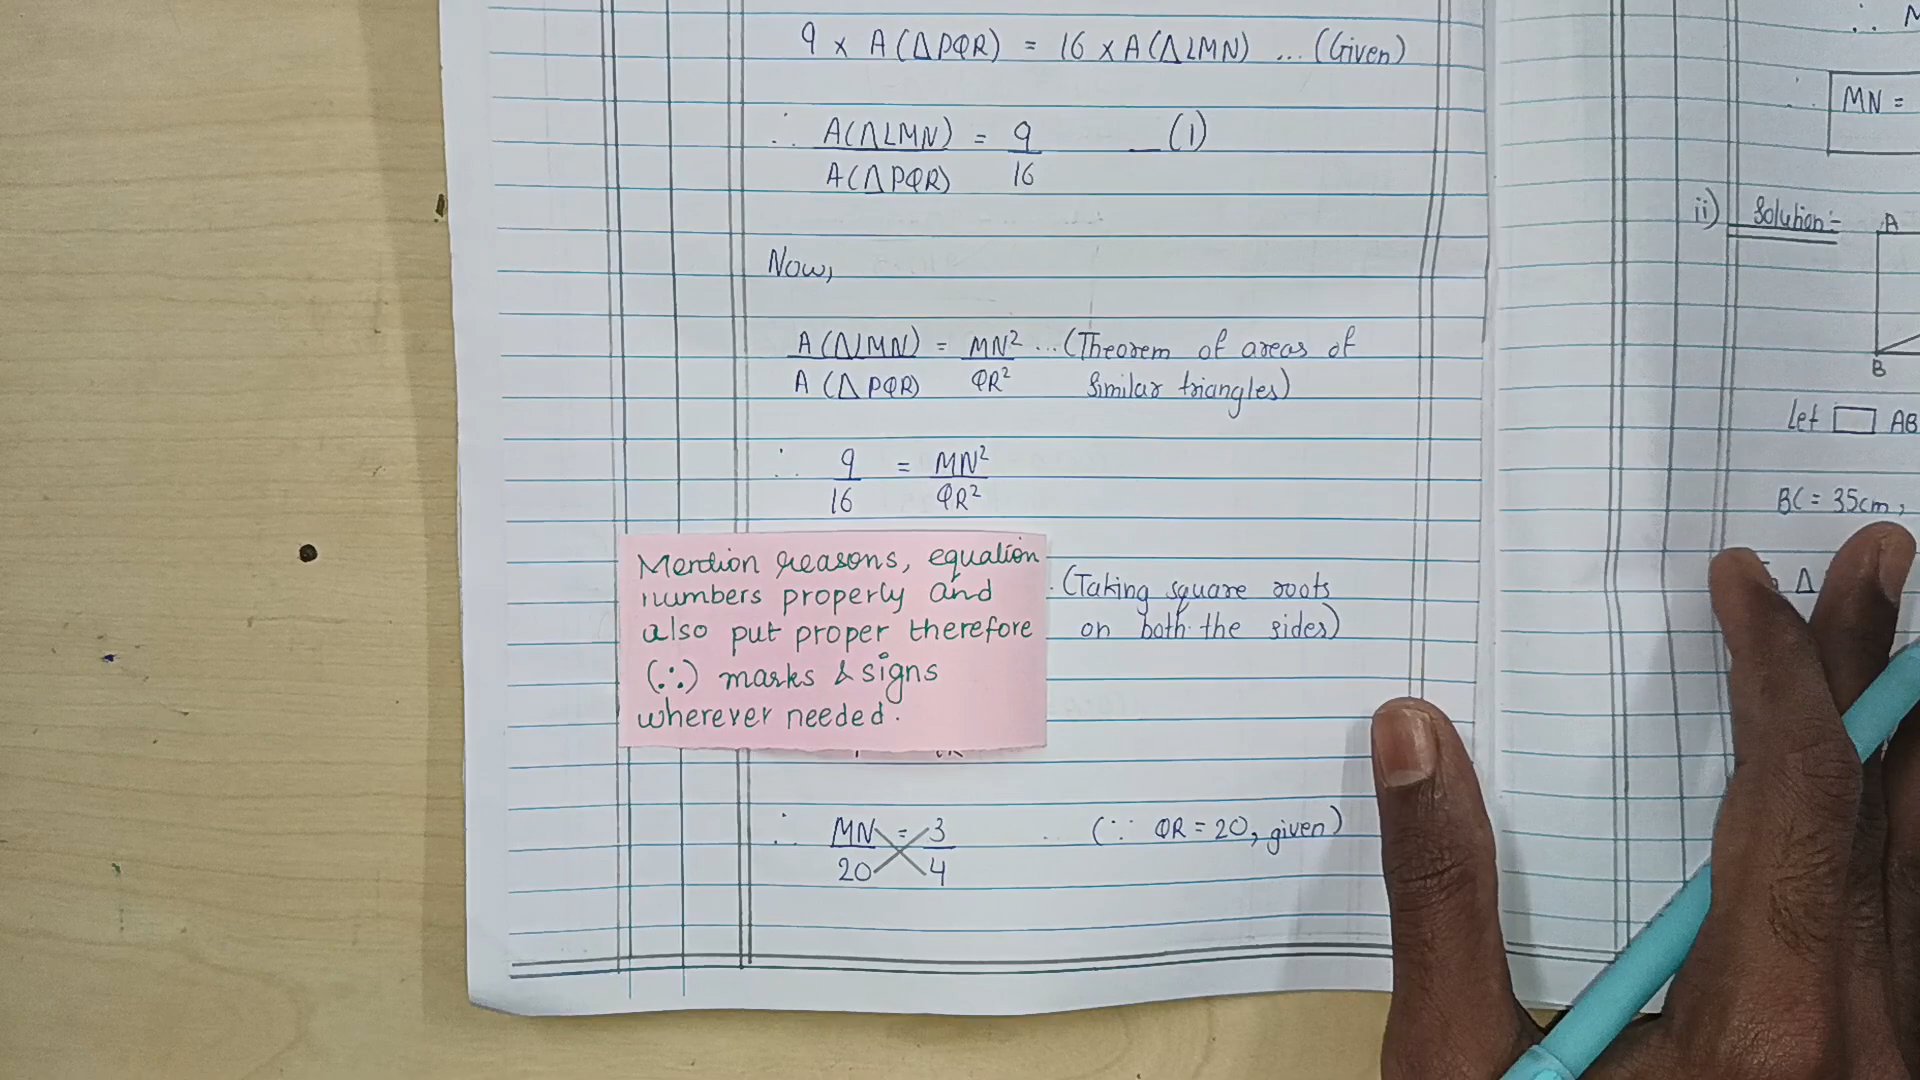 9 × A(ΔPQR) = 16 × A(ΔLMN) ... (Given)
∴ A(ΔLMN) = 9 __(1)
A(ΔPQR) 16
Now,
A(ΔLMN) = MN² ... (Theorem of areas of
A(ΔPQR) QR² Similar triangles)
∴ 9 = MN²
16 QR²
Mention reasons, equation
numbers properly and
also put proper therefore
(∴) marks & signs
wherever needed.
(Taking square roots
on both the sides)
∴ MN = 3 (∵ QR = 20, given)
20 4
MN =
ii) Solution:-
A
B
Let □ AB
BC = 35cm,
Δ